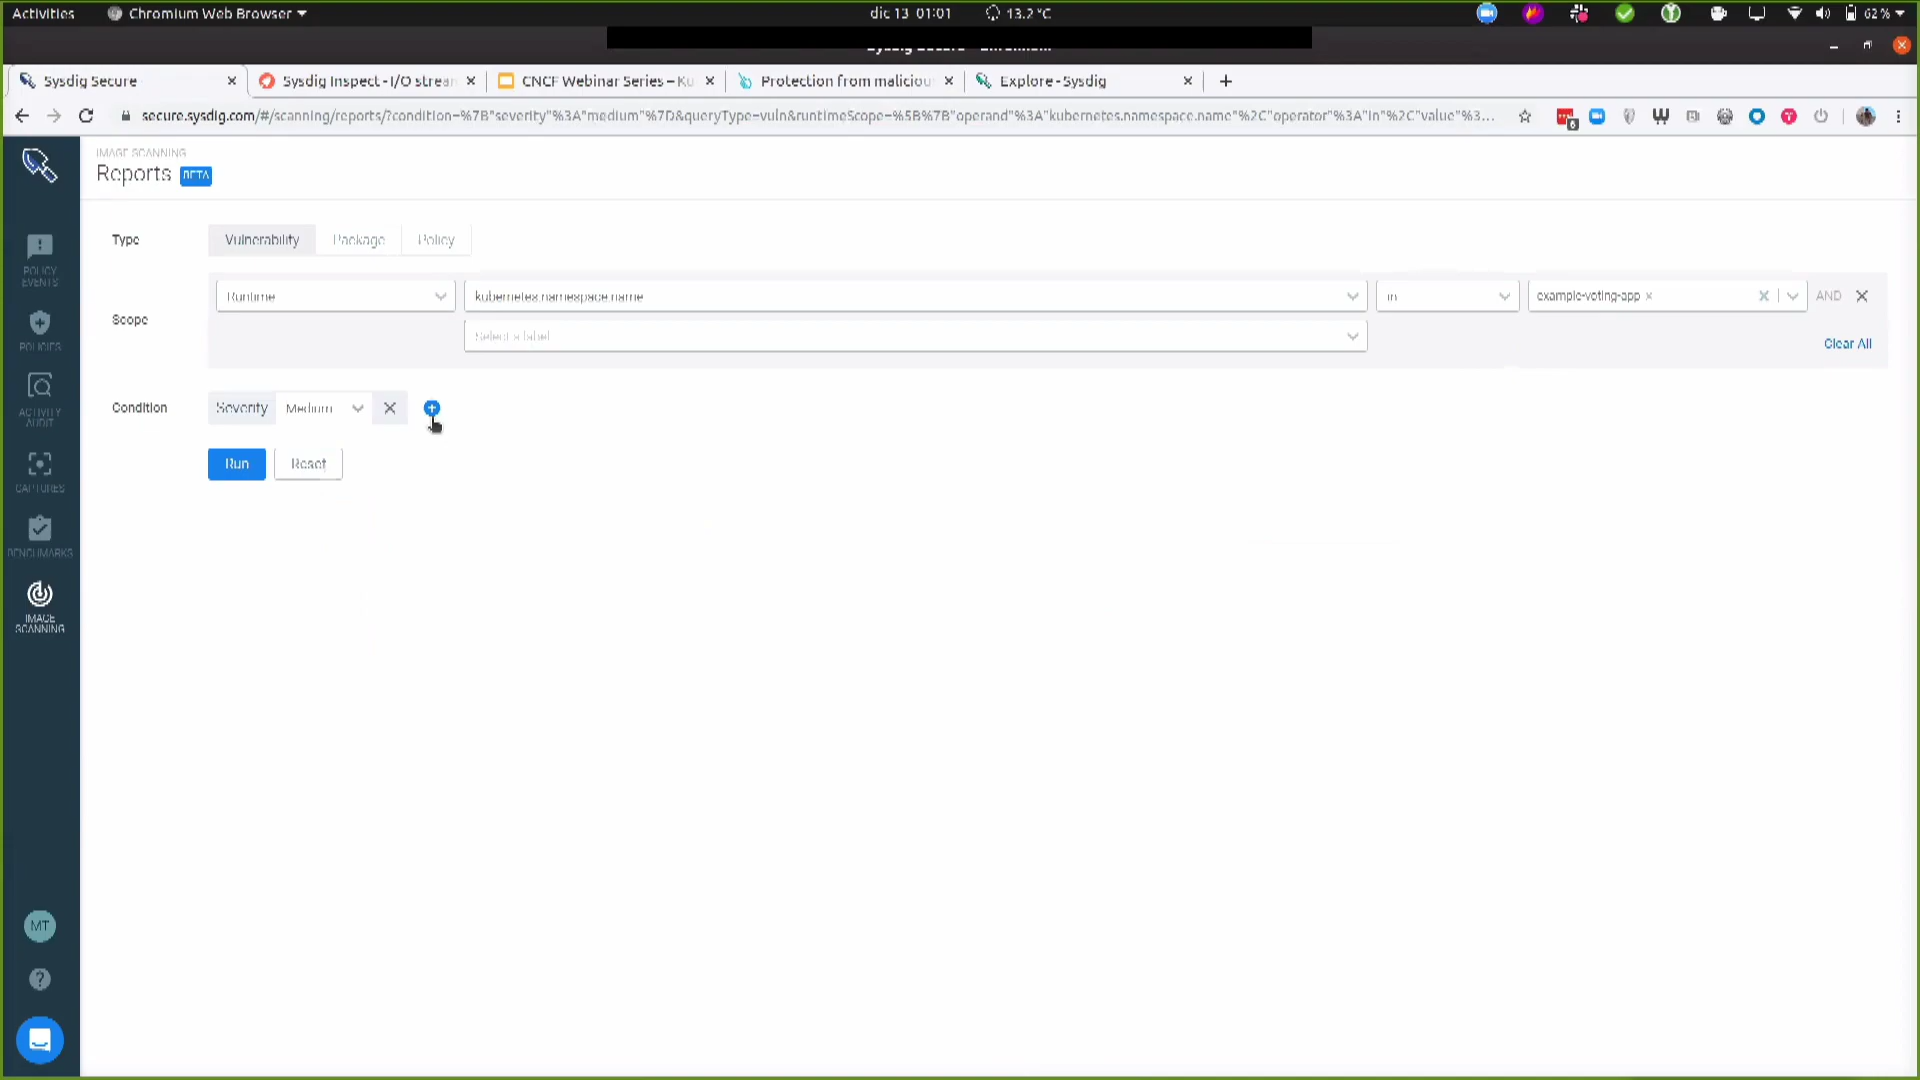 Activities
Chromium Web Browser
dic 13 01:01
13.2 °C
62 %
Sysdig Secure
Sysdig Inspect - I/O strean
CNCF Webinar Series – Ku
Protection from maliciou
Explore - Sysdig
secure.sysdig.com/#/scanning/reports/?condition=%7B"severity"%3A"medium"%7D&queryType=vuln&runtimeScope=%5B%7B"operand"%3A"kubernetes.namespace.name"%2C"operator"%3A"in"%2C"value"%3...
6
IMAGE SCANNING
Reports BETA
Type
Vulnerability
Package
Policy
Scope
Runtime
kubernetes.namespace.name
in
example-voting-app
AND
Select a label
Clear All
Condition
Severity
Medium
Run
Reset
POLICY
EVENTS
POLICIES
ACTIVITY
AUDIT
CAPTURES
BENCHMARKS
IMAGE
SCANNING
MT